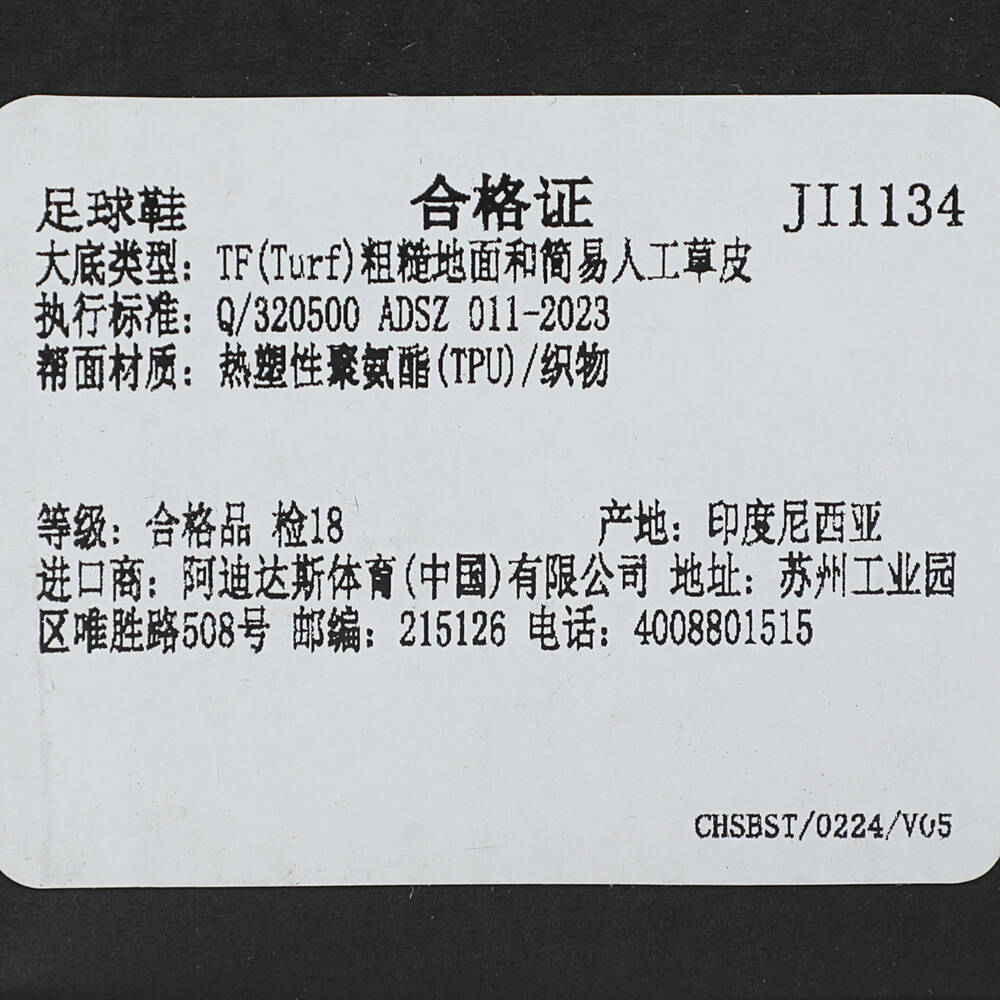 足球鞋 合格证 JI1134
大底类型：TF(Turf)粗糙地面和简易人工草皮
执行标准：Q/320500 ADSZ 011-2023
帮面材质：热塑性聚氨酯(TPU)/织物
等级：合格品 检18 产地：印度尼西亚
进口商：阿迪达斯体育(中国)有限公司 地址：苏州工业园
区唯胜路508号 邮编：215126 电话：4008801515
CHSBST/0224/V05